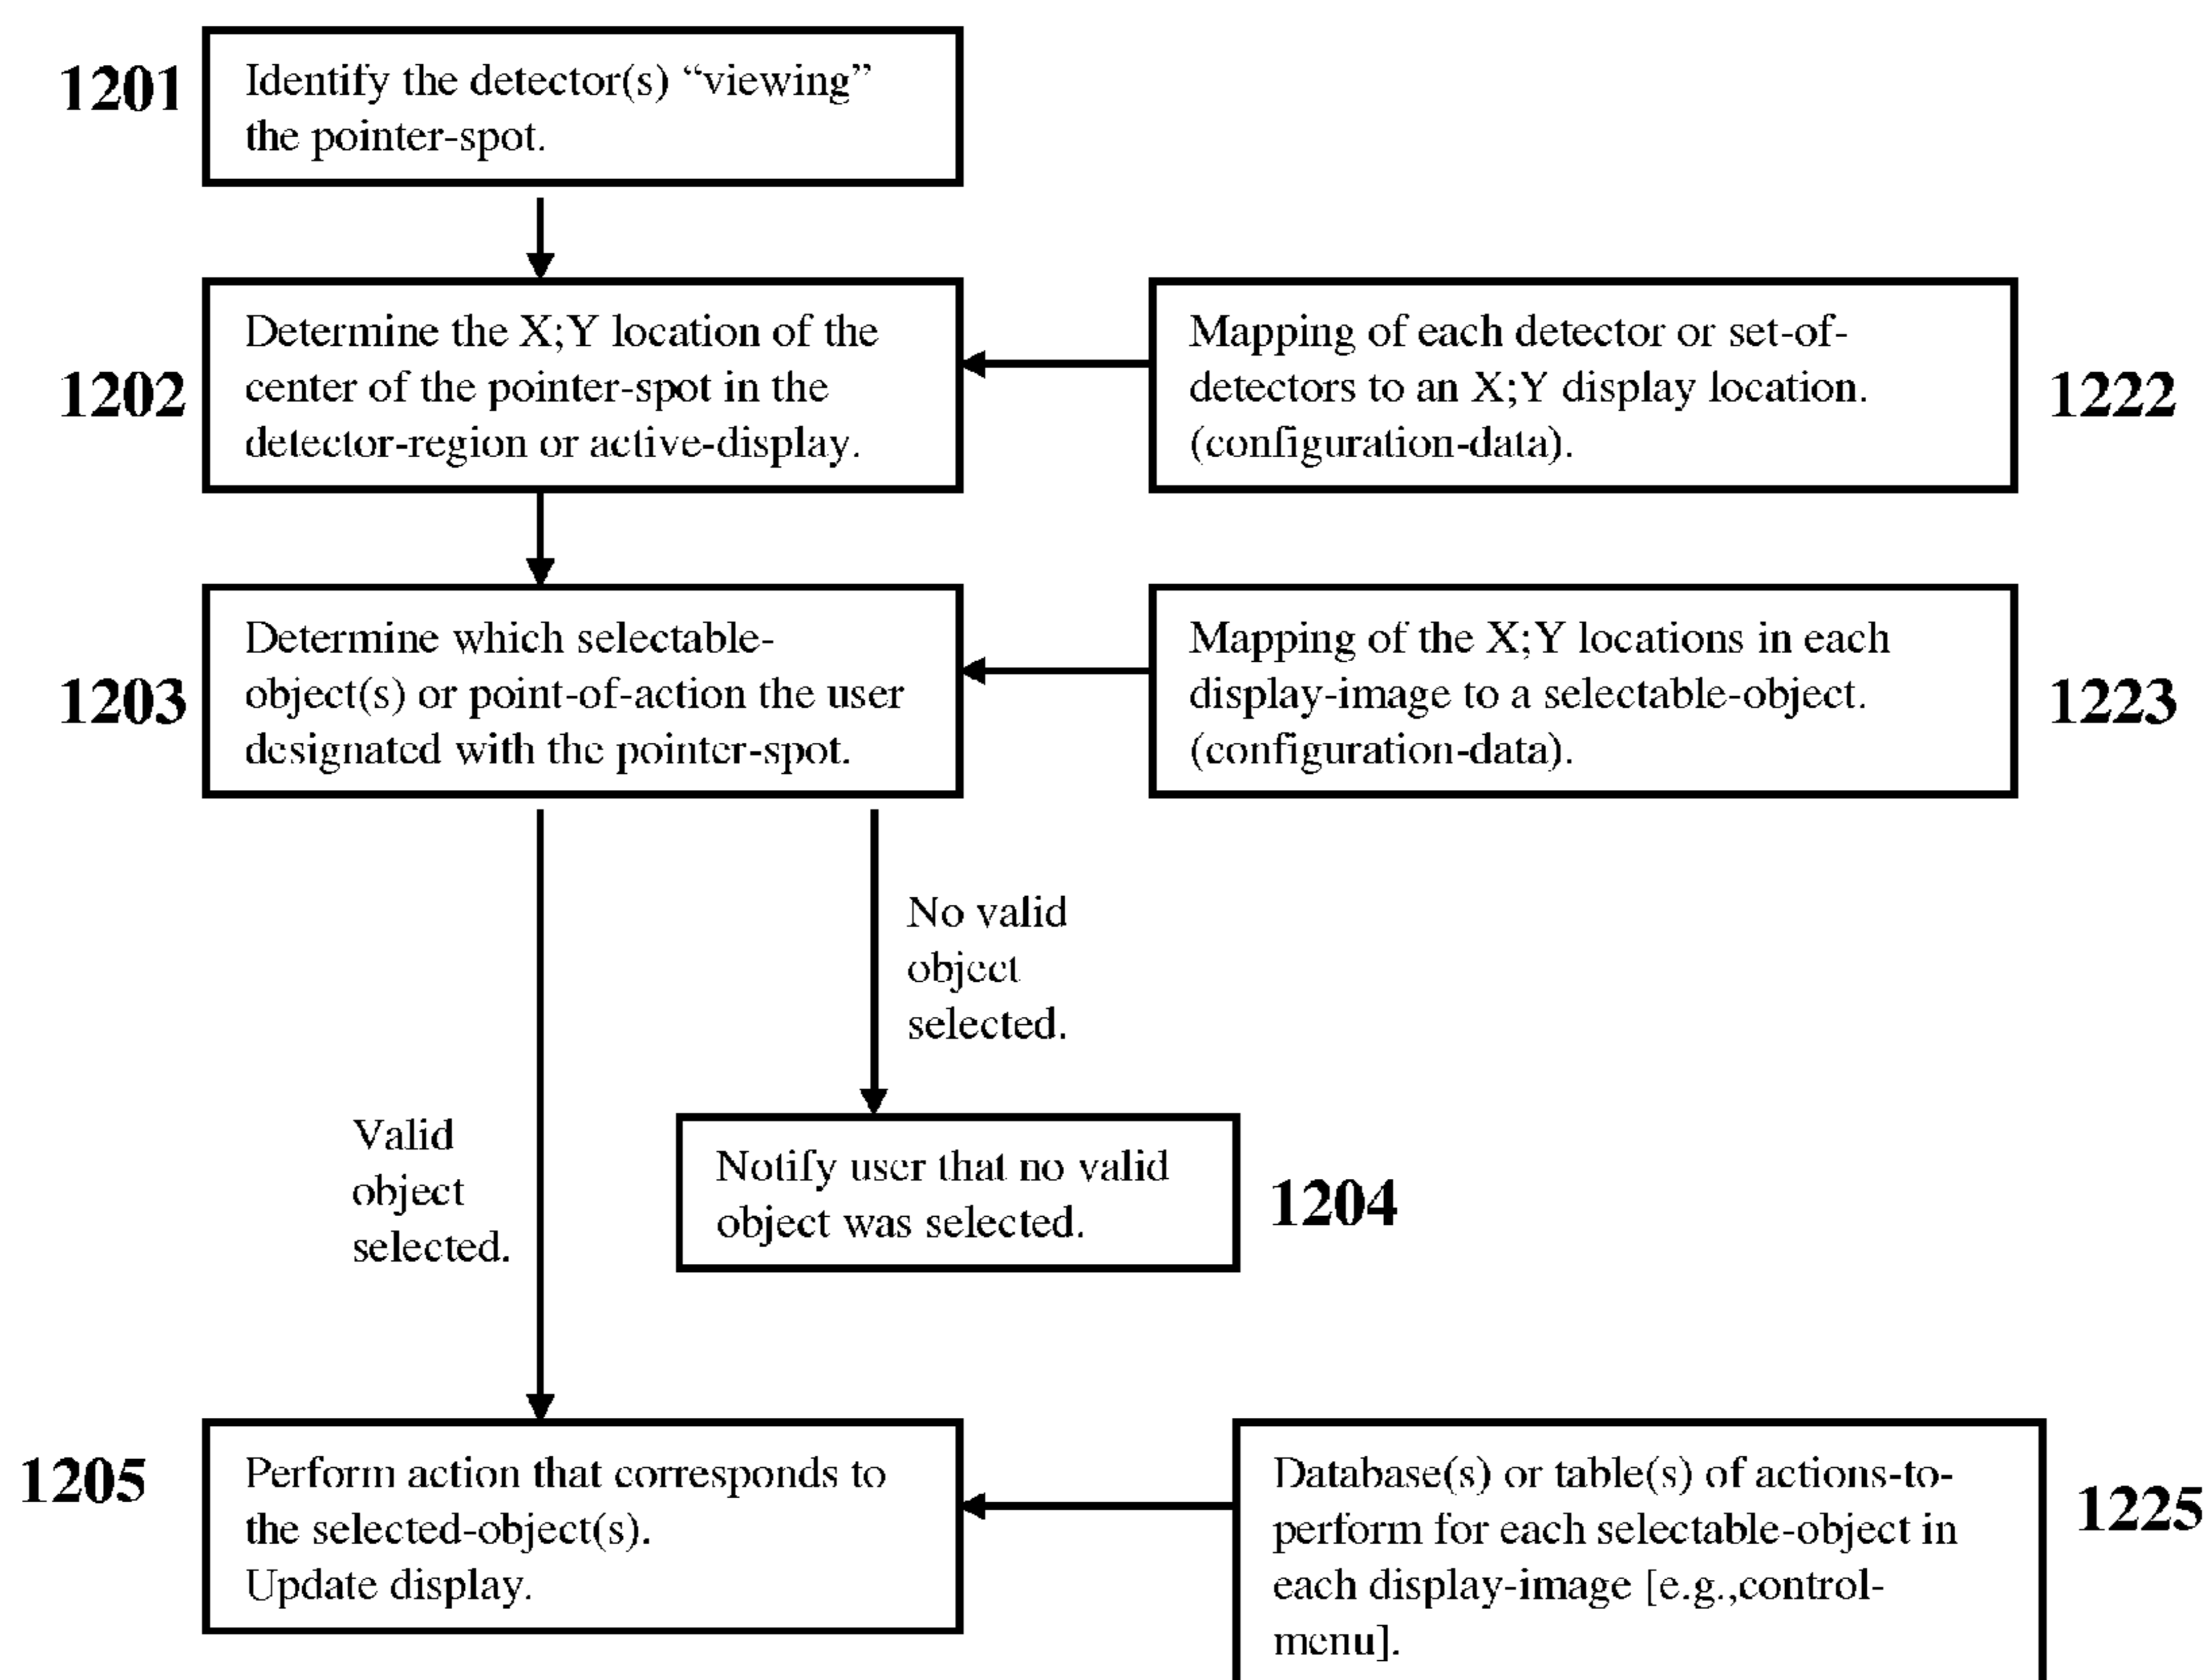 1201
Identify the detector(s) “viewing”
the pointer-spot.
1202
Determine the X;Y location of the
center of the pointer-spot in the
detector-region or active-display.
Mapping of each detector or set-of-
detectors to an X;Y display location.
(configuration-data).
1222
1203
Determine which selectable-
object(s) or point-of-action the user
designated with the pointer-spot.
Mapping of the X;Y locations in each
display-image to a selectable-object.
(configuration-data).
1223
No valid
object
selected.
Valid
object
selected.
Notify user that no valid
object was selected.
1204
1205
Perform action that corresponds to
the selected-object(s).
Update display.
Database(s) or table(s) of actions-to-
perform for each selectable-object in
each display-image [e.g.,control-
menu].
1225